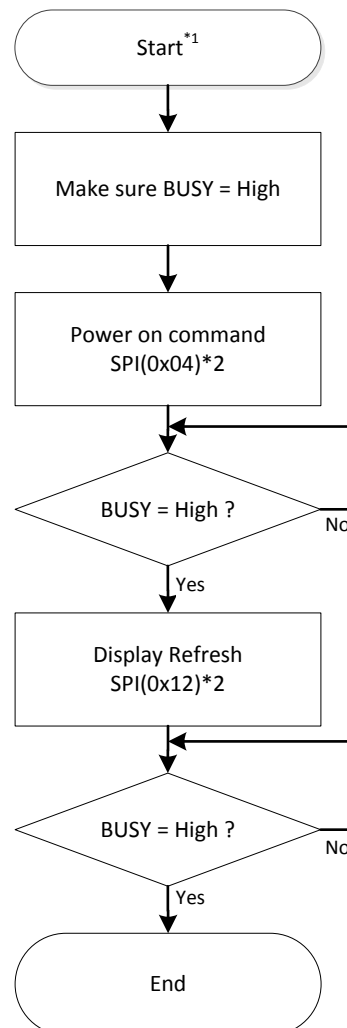 Start*1
Make sure BUSY = High
Power on command
SPI(0x04)*2
BUSY = High ?
No
Yes
Display Refresh
SPI(0x12)*2
BUSY = High ?
No
Yes
End